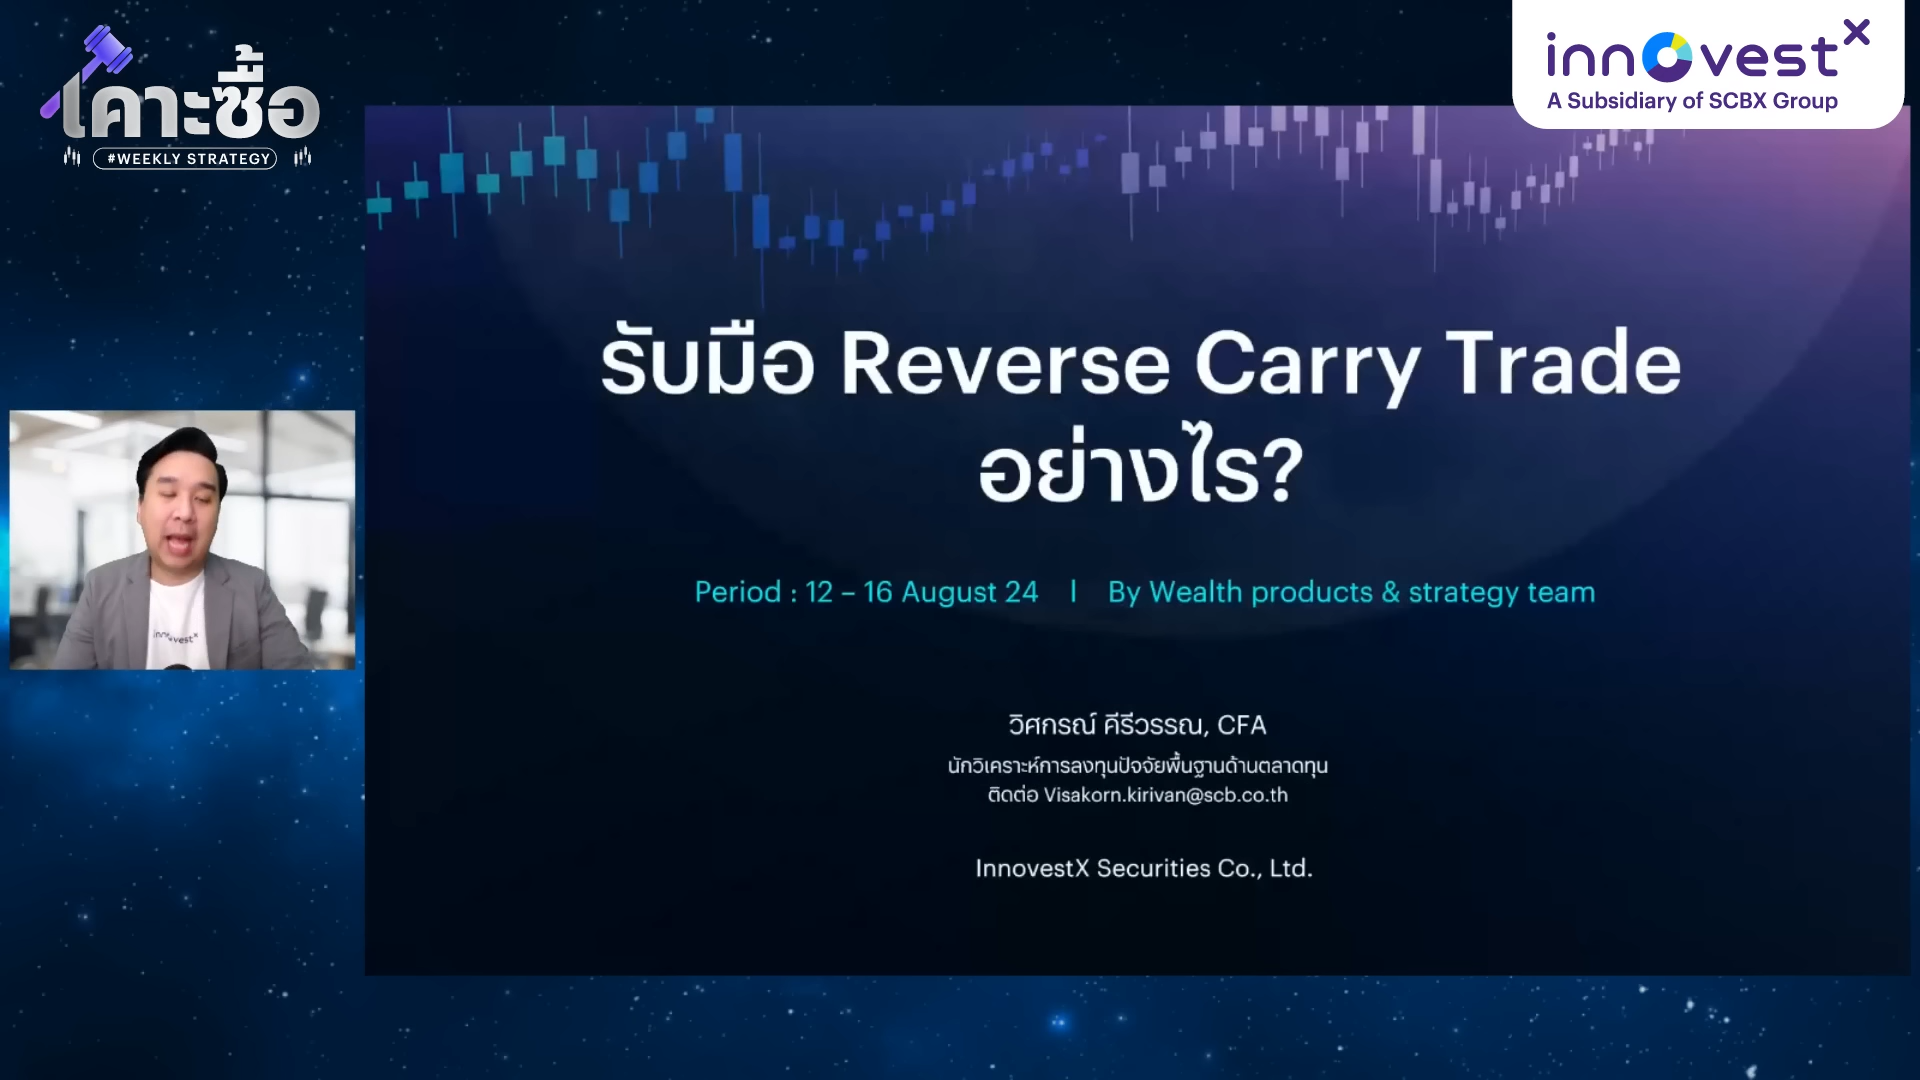 เคาะซื้อ
#WEEKLY STRATEGY
innovestX
A Subsidiary of SCBX Group
รับมือ Reverse Carry Trade
อย่างไร?
Period : 12 – 16 August 24 | By Wealth products & strategy team
innovestX
วิศกรณ์ คีรีวรรณ, CFA
นักวิเคราะห์การลงทุนปัจจัยพื้นฐานด้านตลาดทุน
ติดต่อ Visakorn.kirivan@scb.co.th
InnovestX Securities Co., Ltd.